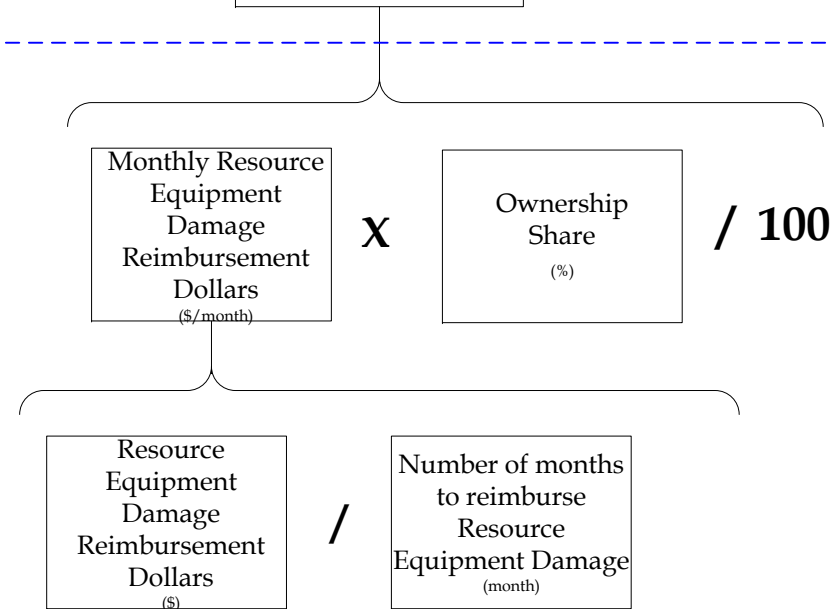 Monthly Resource
Equipment
Damage
Reimbursement
Dollars
($/month)
X
Ownership
Share
(%)
/ 100
Resource
Equipment
Damage
Reimbursement
Dollars
($)
/
Number of months
to reimburse
Resource
Equipment Damage
(month)